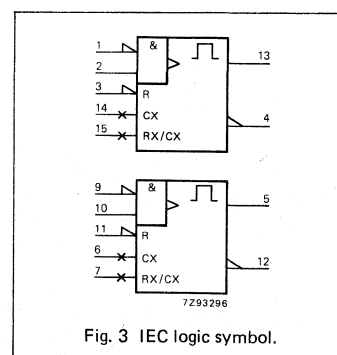 1 & 13
2
3 R
14 CX 4
15 RX/CX
9 & 5
10
11 R
6 CX 12
7 RX/CX
7Z93296
Fig. 3 IEC logic symbol.